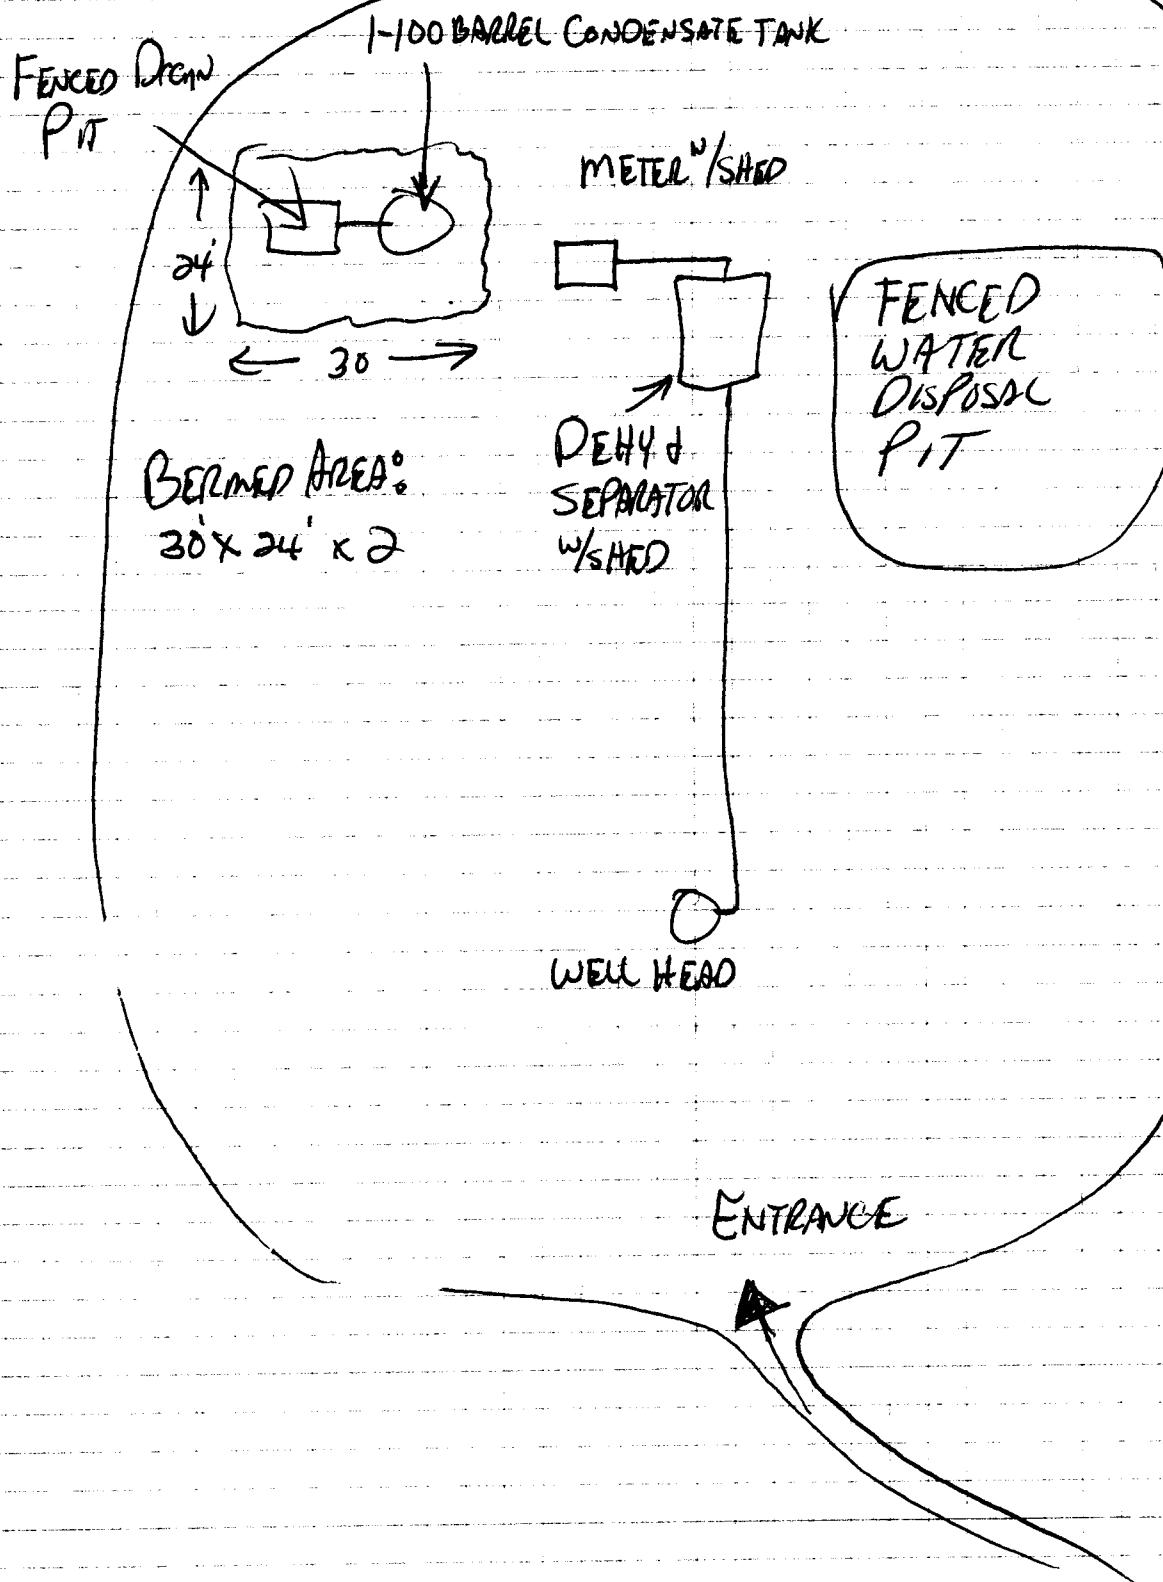 1-100 BARREL CONDENSATE TANK
FENCED DRAIN
PIT
METER W/SHED
24'
30
FENCED
WATER
DISPOSAL
PIT
BERMED AREA:
30' X 24' X 2
DEHY &
SEPARATOR
W/SHED
WELL HEAD
ENTRANCE